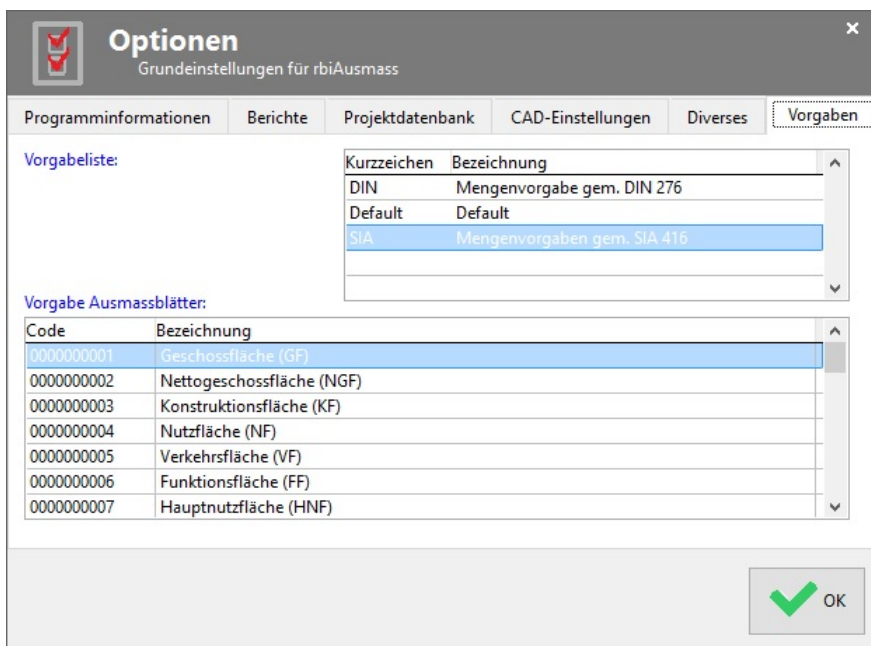 Optionen
Grundeinstellungen für rbiAusmass
Programminformationen Berichte Projektdatenbank CAD-Einstellungen Diverses Vorgaben
Vorgabeliste:
Kurzzeichen Bezeichnung
DIN Mengenvorgabe gem. DIN 276
Default Default
SIA Mengenvorgaben gem. SIA 416
Vorgabe Ausmassblätter:
Code Bezeichnung
0000000001 Geschossfläche (GF)
0000000002 Nettogeschossfläche (NGF)
0000000003 Konstruktionsfläche (KF)
0000000004 Nutzfläche (NF)
0000000005 Verkehrsfläche (VF)
0000000006 Funktionsfläche (FF)
0000000007 Hauptnutzfläche (HNF)
OK